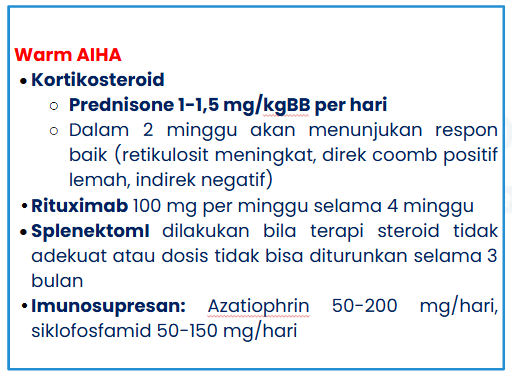 Warm AIHA
• Kortikosteroid
○ Prednisone 1-1,5 mg/kgBB per hari
○ Dalam 2 minggu akan menunjukan respon
baik (retikulosit meningkat, direk coomb positif
lemah, indirek negatif)
• Rituximab 100 mg per minggu selama 4 minggu
• Splenektoml dilakukan bila terapi steroid tidak
adekuat atau dosis tidak bisa diturunkan selama 3
bulan
• Imunosupresan: Azatiophrin 50-200 mg/hari,
siklofosfamid 50-150 mg/hari